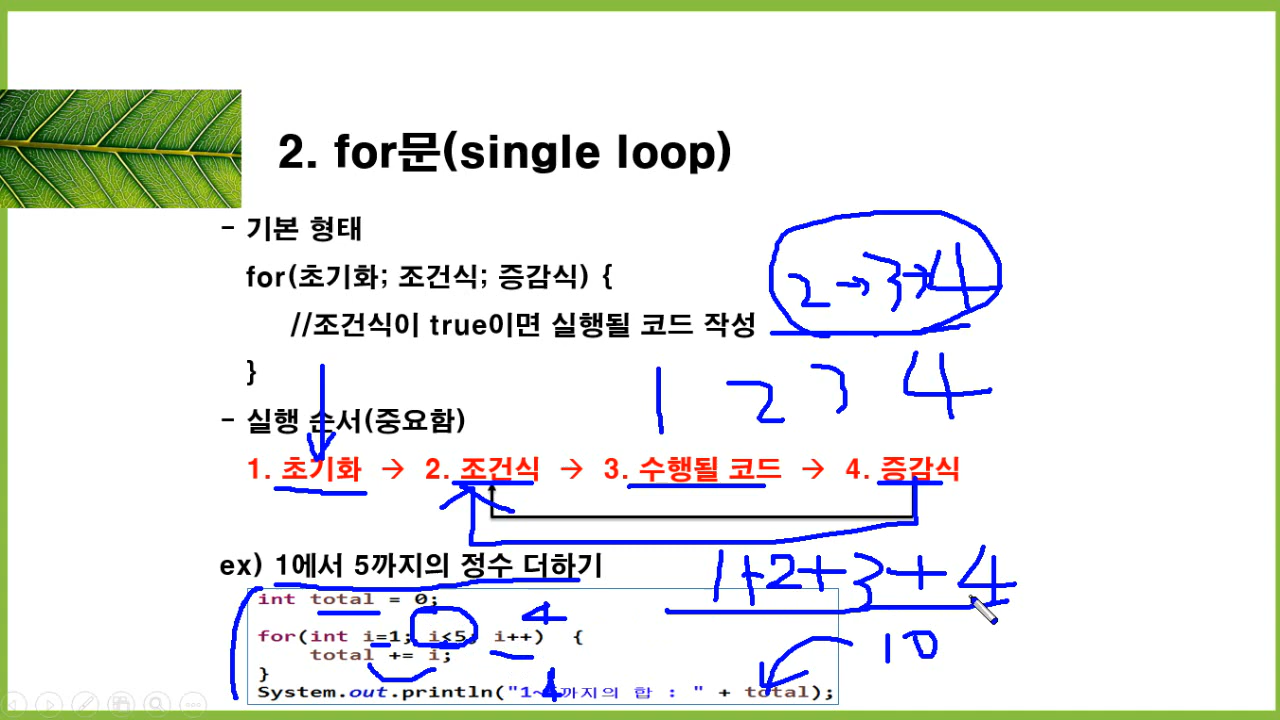 2. for문(single loop)
- 기본 형태
for(초기화; 조건식; 증감식) {
//조건식이 true이면 실행될 코드 작성
}
2→3→4
1 2 3 4
- 실행 순서(중요함)
1. 초기화 → 2. 조건식 → 3. 수행될 코드 → 4. 증감식
ex) 1에서 5까지의 정수 더하기
1+2+3+4
int total = 0;
4
for(int i=1; i<5; i++) {
total += i;
10
}
System.out.println("1~4까지의 합 : " + total);